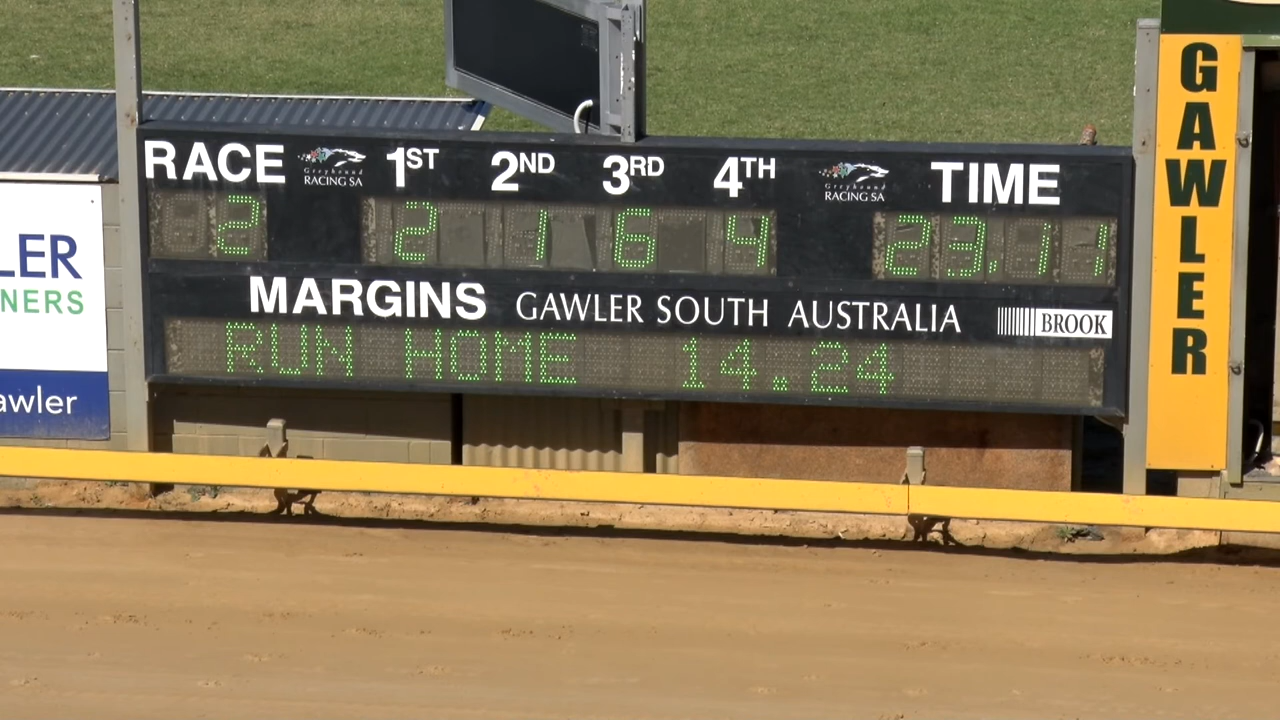 RACE
Greyhound
RACING SA
1ST 2ND 3RD 4TH
Greyhound
RACING SA
TIME
2 2 1 6 4 23.11
MARGINS GAWLER SOUTH AUSTRALIA BROOK
RUN HOME 14.24
GAWLER
LER
NERS
awler